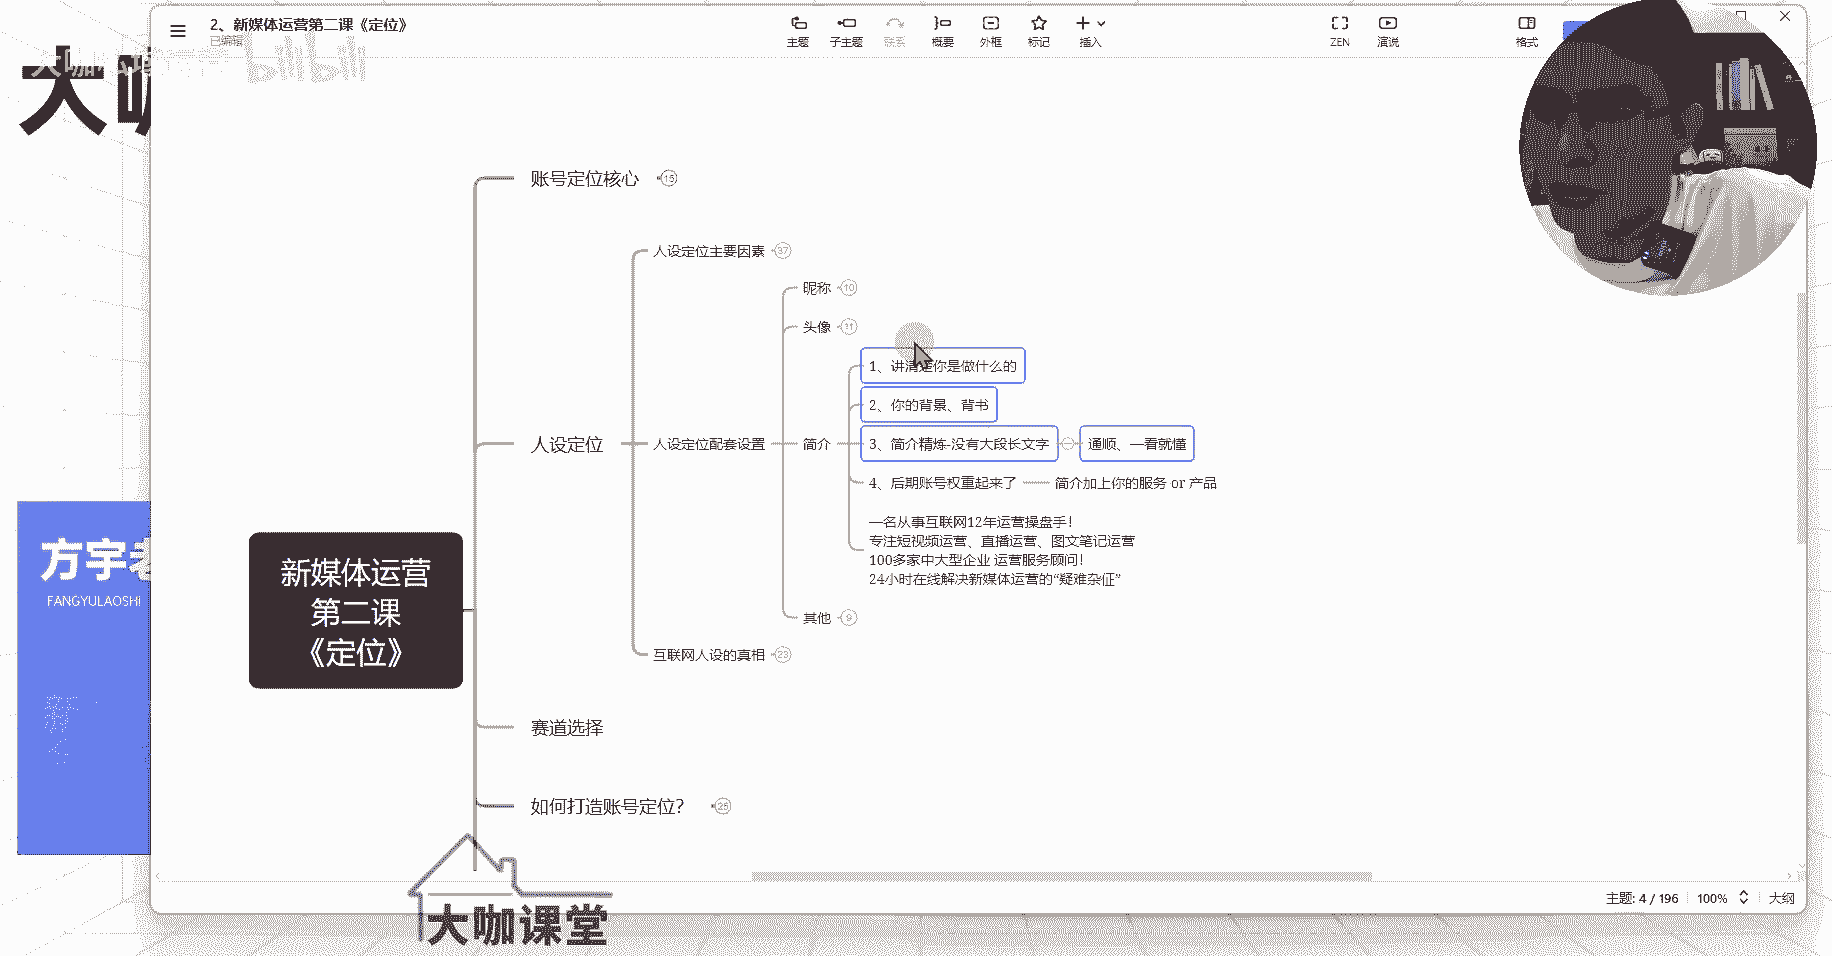 2、新媒体运营第二课《定位》
已编辑
主题
子主题
联系
概要
外框
标记
插入
ZEN
演说
格式
bilibili
大咖
账号定位核心
15
人设定位主要因素
37
昵称
10
头像
21
1、讲清楚你是做什么的
2、你的背景、背书
人设定位
人设定位配套设置
简介
3、简介精炼-没有大段长文字
通顺、一看就懂
4、后期账号权重起来了
简介加上你的服务 or 产品
一名从事互联网12年运营操盘手！
专注短视频运营、直播运营、图文笔记运营
100多家中大型企业 运营服务顾问！
24小时在线解决新媒体运营的“疑难杂征”
其他
9
互联网人设的真相
23
新媒体运营
第二课
《定位》
方宇老
FANGYULAOSHI
赛道选择
如何打造账号定位？
25
大咖课堂
主题: 4 / 196
100%
大纲